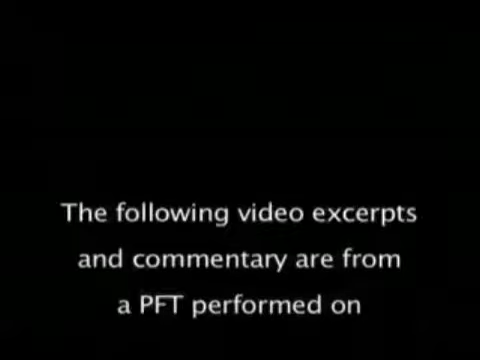 The following video excerpts
and commentary are from
a PFT performed on